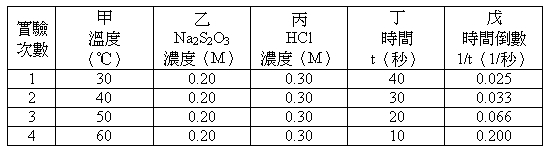 實驗次數 甲 溫度 (℃) 乙 Na₂S₂O₃ 濃度（M） 丙 HCl 濃度（M） 丁 時間 t（秒） 戊 時間倒數 1/t（1/秒）
1 30 0.20 0.30 40 0.025
2 40 0.20 0.30 30 0.033
3 50 0.20 0.30 20 0.066
4 60 0.20 0.30 10 0.200